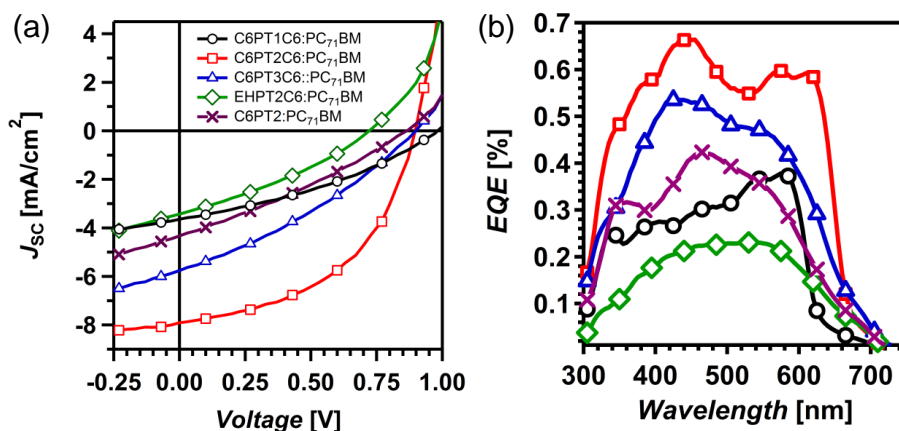 (a)
4
2
0
-2
-4
-6
-8
J_SC [mA/cm²]
C6PT1C6:PC₇₁BM
C6PT2C6:PC₇₁BM
C6PT3C6::PC₇₁BM
EHPT2C6:PC₇₁BM
C6PT2:PC₇₁BM
-0.25 0.00 0.25 0.50 0.75 1.00
Voltage [V]
(b)
0.7
0.6
0.5
0.4
0.3
0.2
0.1
EQE [%]
300 400 500 600 700
Wavelength [nm]